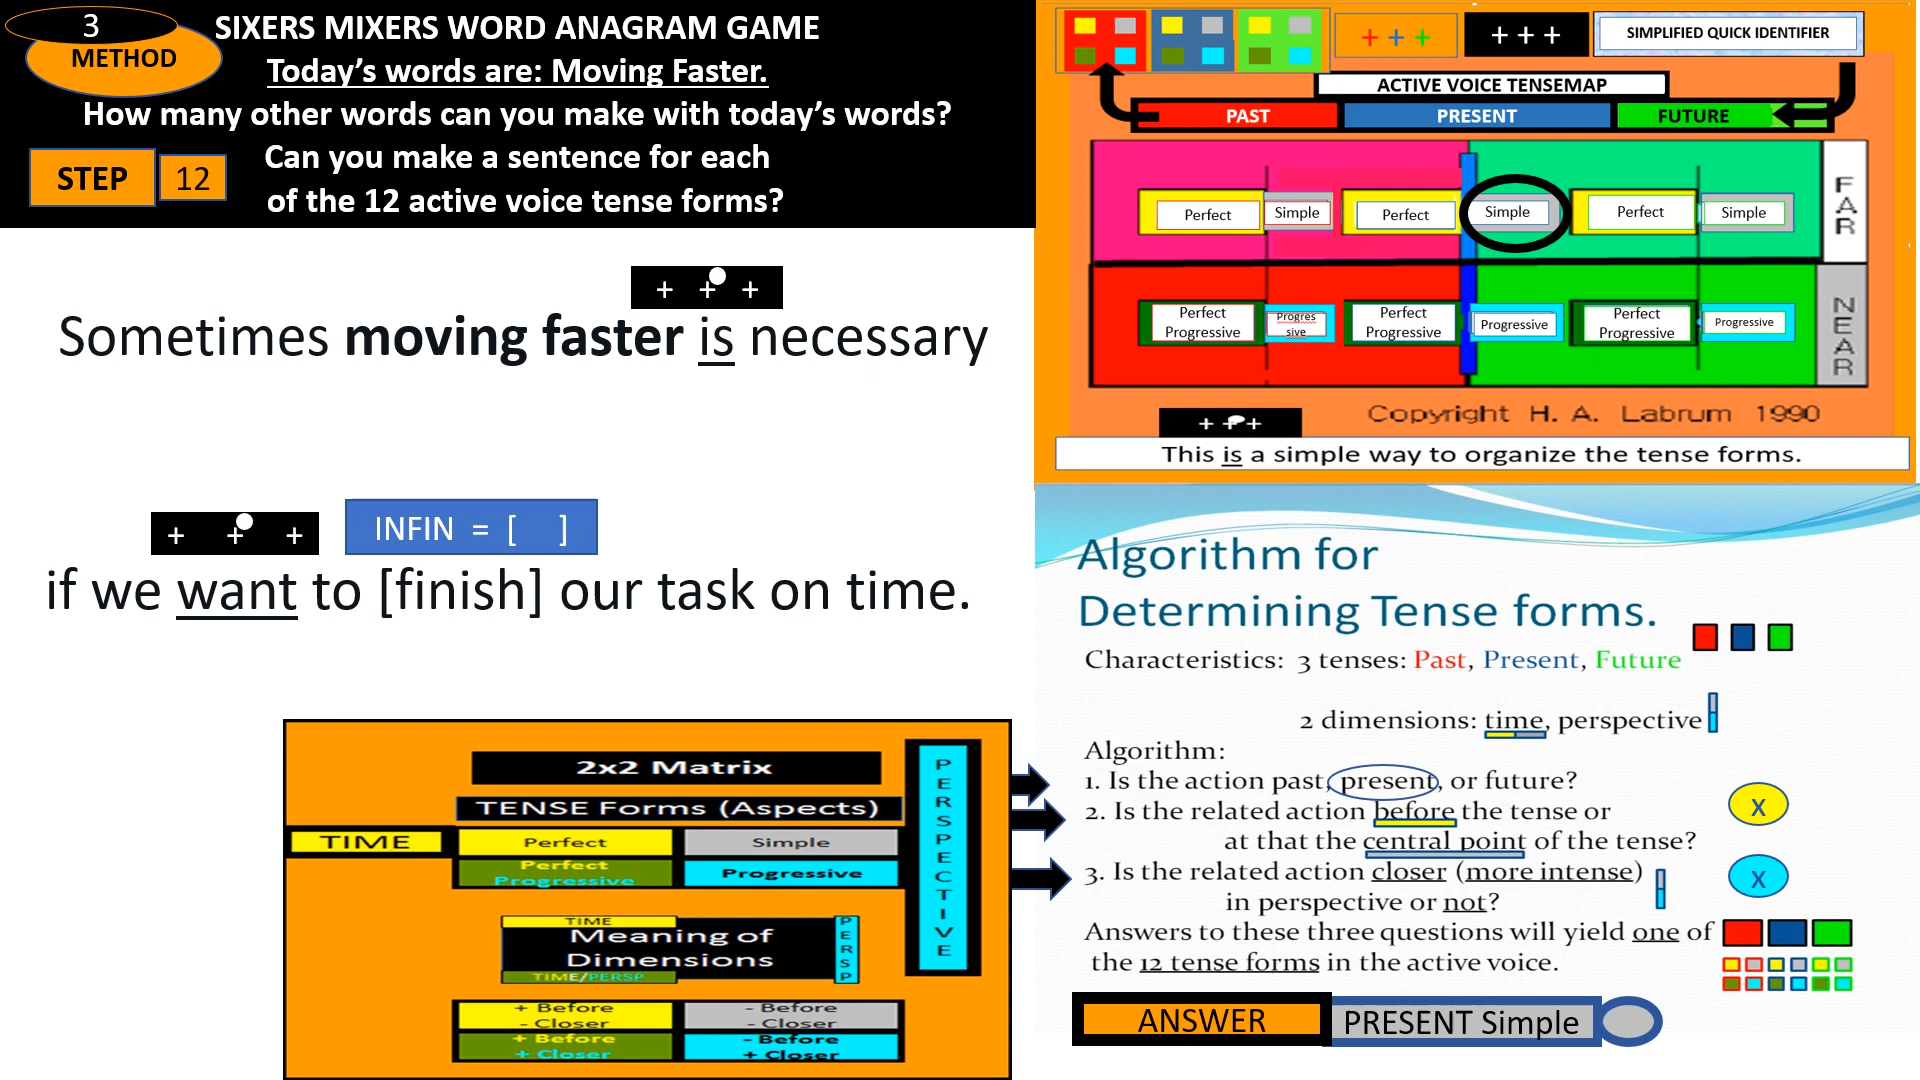 3
METHOD
SIXERS MIXERS WORD ANAGRAM GAME
Today’s words are: Moving Faster.
How many other words can you make with today’s words?
STEP 12
Can you make a sentence for each
of the 12 active voice tense forms?
+ + +
Sometimes moving faster is necessary
+ + +
INFIN = [ ]
if we want to [finish] our task on time.
2x2 Matrix
TENSE Forms (Aspects)
TIME
Perfect
Simple
Perfect
Progressive
Progressive
PERSPECTIVE
TIME
Meaning of
Dimensions
TIME/PERSP
PERSP
+ Before
- Closer
- Before
- Closer
+ Before
+ Closer
- Before
+ Closer
+ + +
+ + +
SIMPLIFIED QUICK IDENTIFIER
ACTIVE VOICE TENSEMAP
PAST
PRESENT
FUTURE
Perfect
Simple
Perfect
Simple
Perfect
Simple
FAR
Perfect
Progressive
Progres
sive
Perfect
Progressive
Progressive
Perfect
Progressive
Progressive
NEAR
Copyright H. A. Labrum 1990
+ + +
This is a simple way to organize the tense forms.
Algorithm for
Determining Tense forms.
Characteristics: 3 tenses: Past, Present, Future
2 dimensions: time, perspective
Algorithm:
1. Is the action past, present, or future?
2. Is the related action before the tense or
at that the central point of the tense?
X
3. Is the related action closer (more intense)
in perspective or not?
X
Answers to these three questions will yield one of
the 12 tense forms in the active voice.
ANSWER
PRESENT Simple